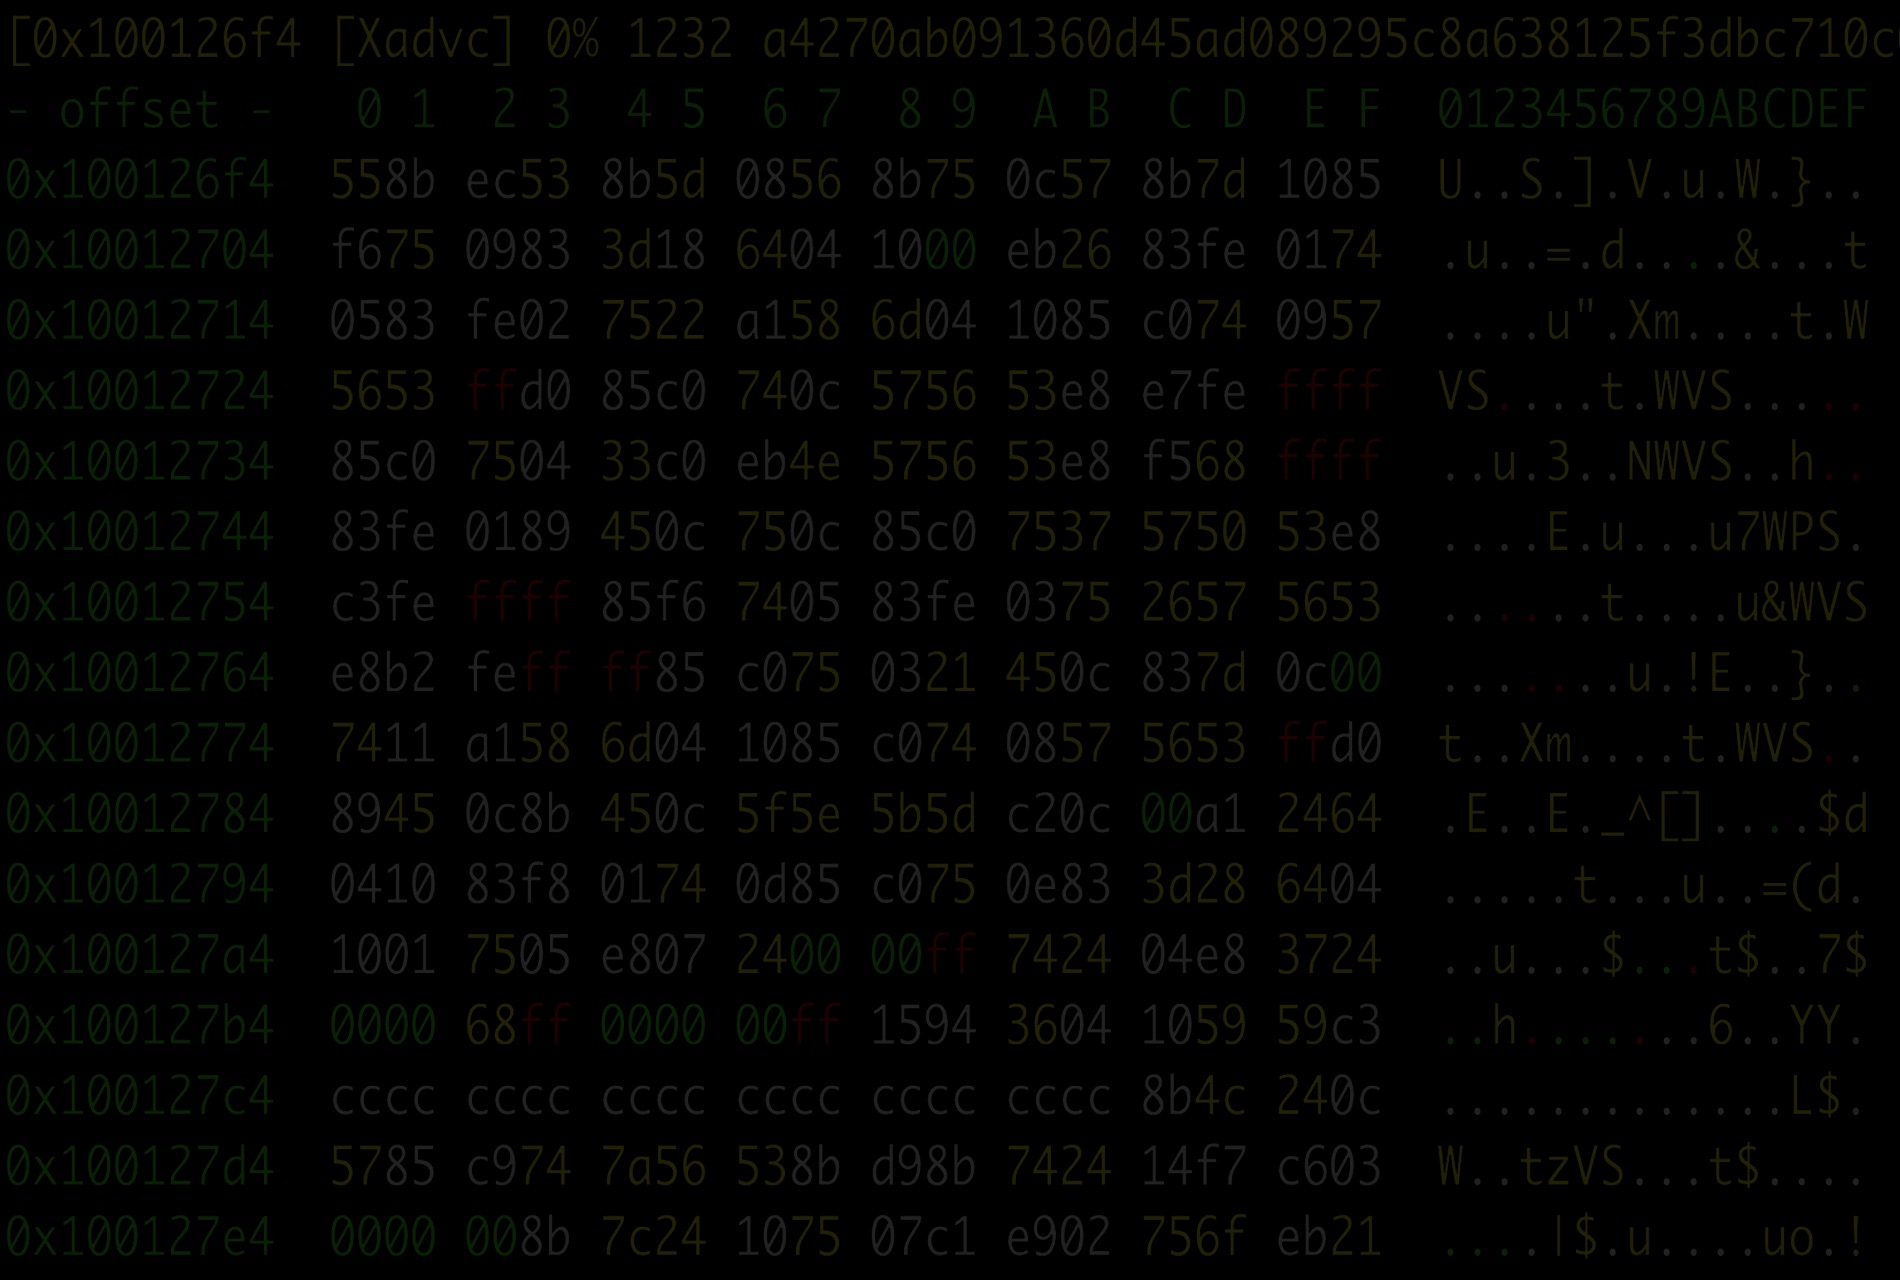 [0x100126f4 [Xadvc] 0% 1232 a4270ab091360d45ad089295c8a638125f3dbc710c
- offset - 0 1 2 3 4 5 6 7 8 9 A B C D E F 0123456789ABCDEF
0x100126f4 558b ec53 8b5d 0856 8b75 0c57 8b7d 1085 U..S.].V.u.W.}..
0x10012704 f675 0983 3d18 6404 1000 eb26 83fe 0174 .u..=.d....&...t
0x10012714 0583 fe02 7522 a158 6d04 1085 c074 0957 ....u".Xm....t.W
0x10012724 5653 ffd0 85c0 740c 5756 53e8 e7fe ffff VS....t.WVS.....
0x10012734 85c0 7504 33c0 eb4e 5756 53e8 f568 ffff ..u.3..NWVS..h..
0x10012744 83fe 0189 450c 750c 85c0 7537 5750 53e8 ....E.u...u7WPS.
0x10012754 c3fe ffff 85f6 7405 83fe 0375 2657 5653 ......t....u&WVS
0x10012764 e8b2 feff ff85 c075 0321 450c 837d 0c00 .......u.!E..}..
0x10012774 7411 a158 6d04 1085 c074 0857 5653 ffd0 t..Xm....t.WVS..
0x10012784 8945 0c8b 450c 5f5e 5b5d c20c 00a1 2464 .E..E._^[]....$d
0x10012794 0410 83f8 0174 0d85 c075 0e83 3d28 6404 .....t...u..=(d.
0x100127a4 1001 7505 e807 2400 00ff 7424 04e8 3724 ..u...$...t$..7$
0x100127b4 0000 68ff 0000 00ff 1594 3604 1059 59c3 ..h.......6..YY.
0x100127c4 cccc cccc cccc cccc cccc cccc 8b4c 240c .............L$.
0x100127d4 5785 c974 7a56 538b d98b 7424 14f7 c603 W..tzVS...t$....
0x100127e4 0000 008b 7c24 1075 07c1 e902 756f eb21 ....|$.u....uo.!